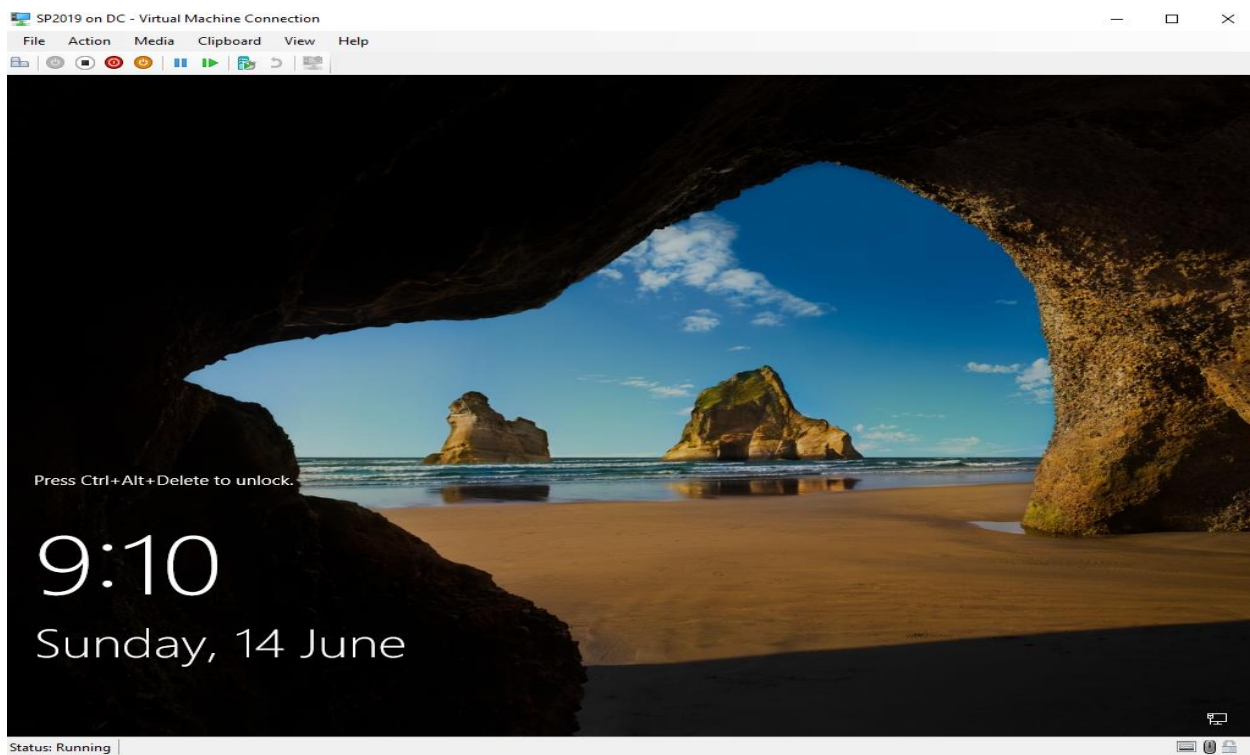 SP2019 on DC - Virtual Machine Connection
File Action Media Clipboard View Help
Press Ctrl+Alt+Delete to unlock.
9:10
Sunday, 14 June
Status: Running